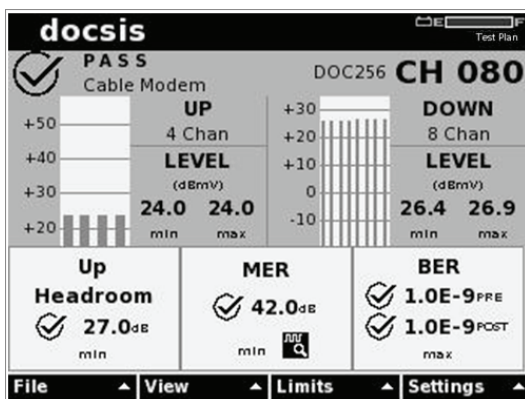 docsis
E F
Test Plan
PASS
Cable Modem
DOC256 CH 080
UP
4 Chan
LEVEL
(dBmV)
24.0 24.0
min max
+50
+40
+30
+20
DOWN
8 Chan
LEVEL
(dBmV)
26.4 26.9
min max
+30
+20
+10
0
-10
Up
Headroom
27.0dB
min
MER
42.0dB
min
BER
1.0E-9PRE
1.0E-9POST
max
File View Limits Settings